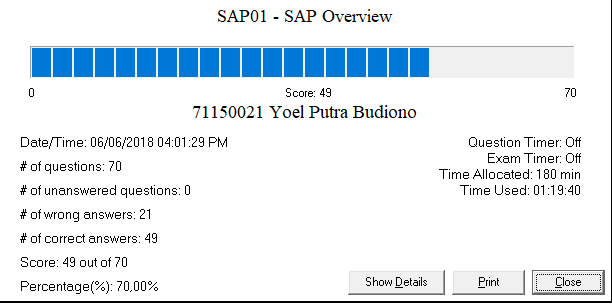 SAP01 - SAP Overview
0 Score: 49 70
71150021 Yoel Putra Budiono
Date/Time: 06/06/2018 04:01:29 PM
# of questions: 70
# of unanswered questions: 0
# of wrong answers: 21
# of correct answers: 49
Score: 49 out of 70
Percentage(%): 70,00%
Question Timer: Off
Exam Timer: Off
Time Allocated: 180 min
Time Used: 01:19:40
Show Details Print Close